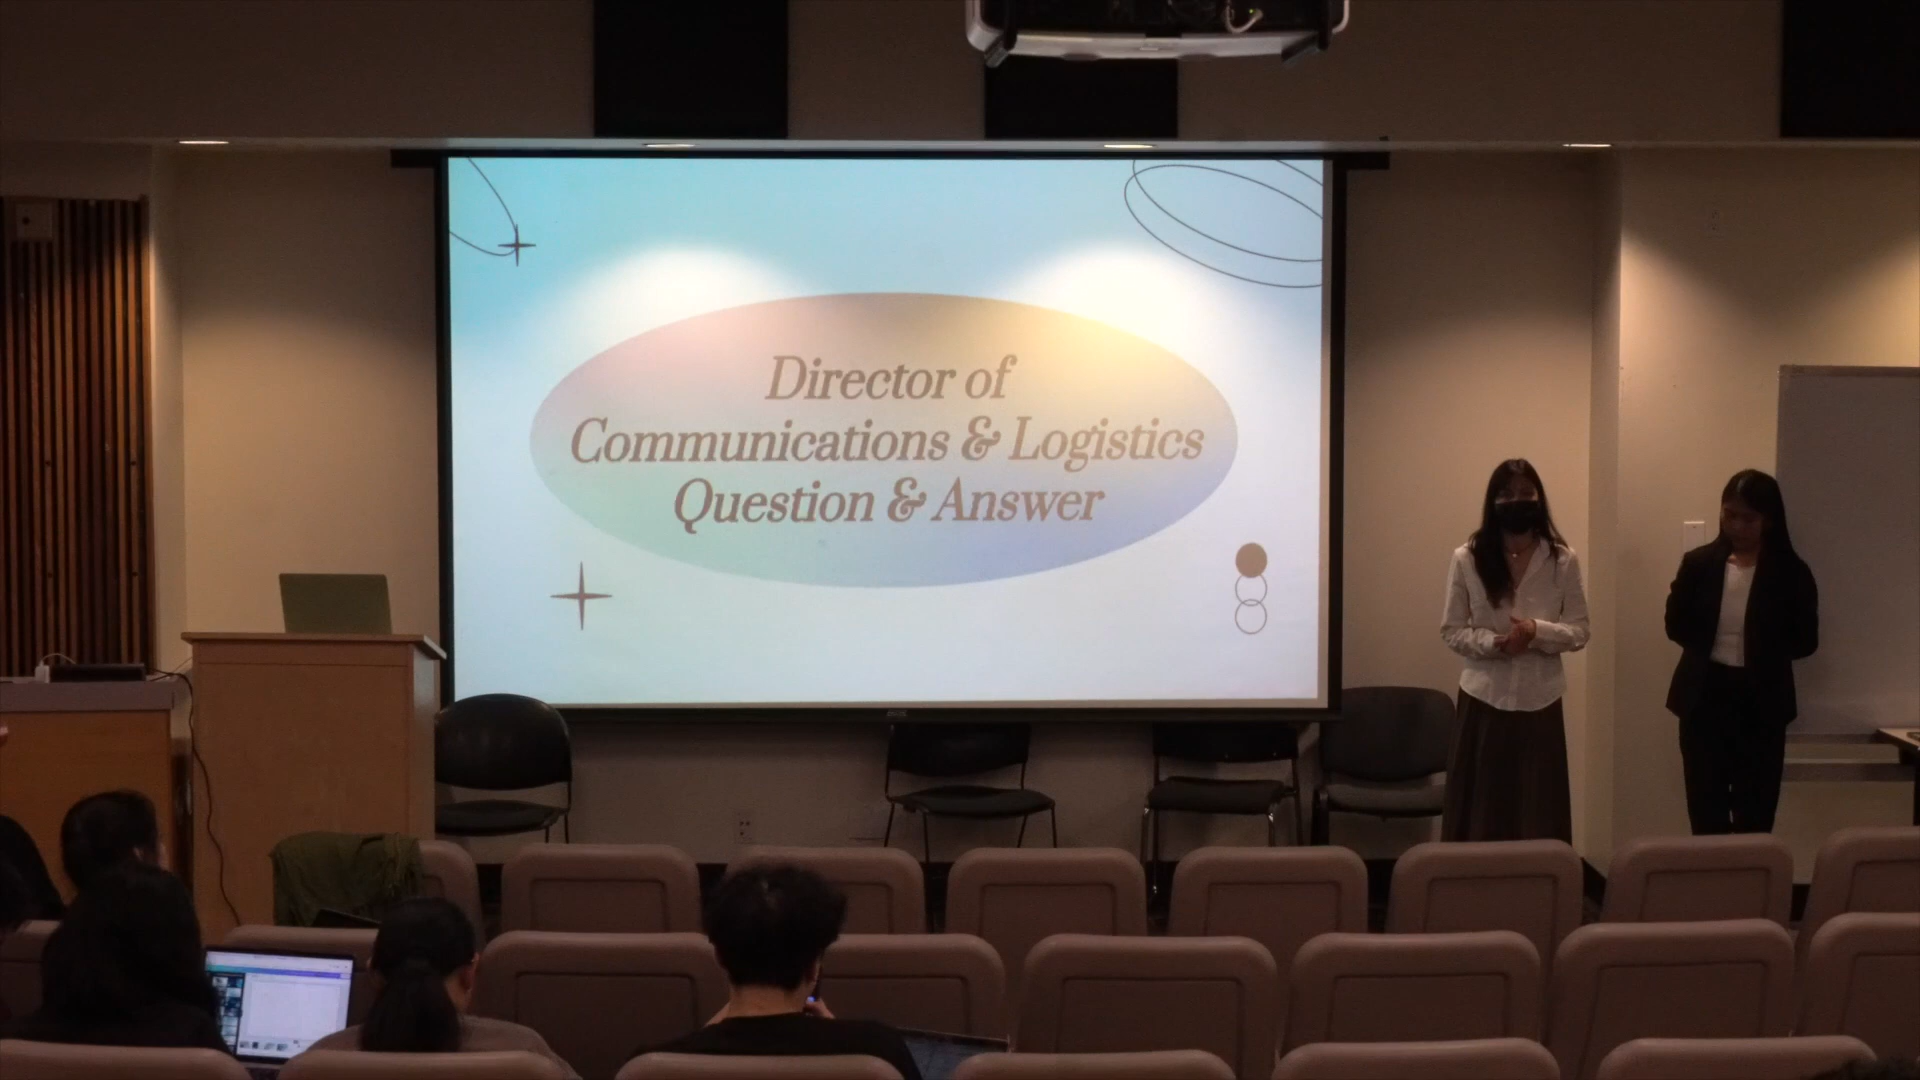 Director of
Communications & Logistics
Question & Answer